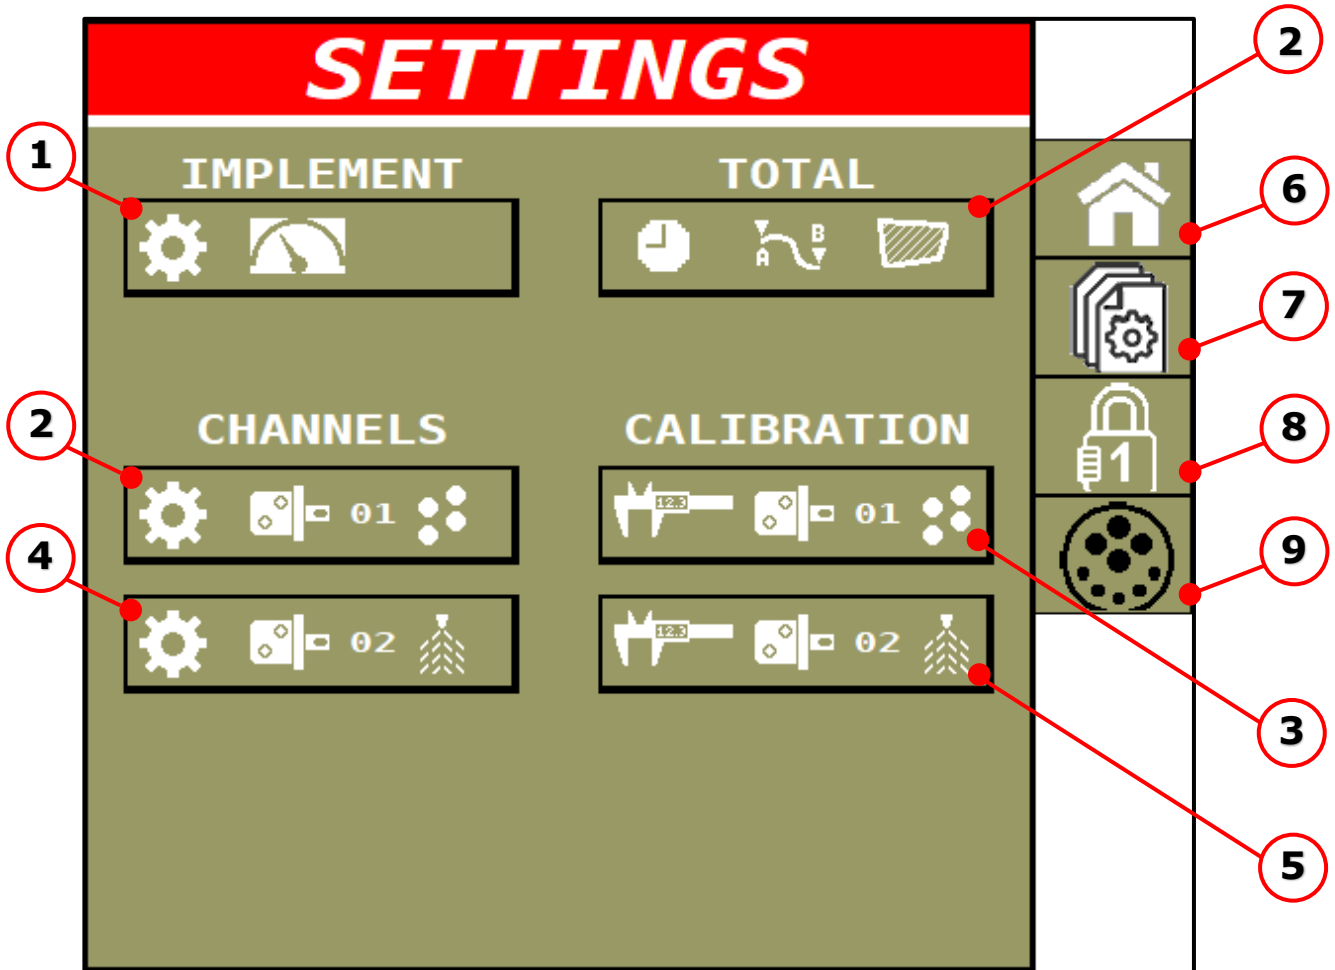 SETTINGS
2
1
IMPLEMENT
TOTAL
6
A B
7
2
CHANNELS
CALIBRATION
8
1
12.3
01
01
4
9
12.3
02
02
3
5